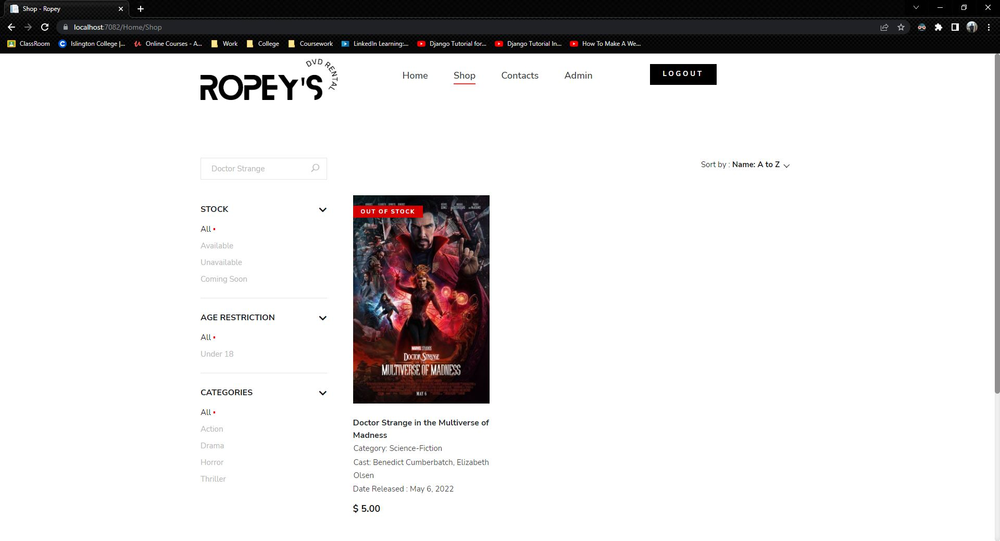 Shop - Ropey
localhost:7082/Home/Shop
ClassRoom
Islington College |...
Online Courses - A...
Work
College
Coursework
LinkedIn Learning:...
Django Tutorial for...
Django Tutorial In...
How To Make A We...
ROPEY'S
DVD RENTAL
Home
Shop
Contacts
Admin
LOGOUT
Doctor Strange
Sort by : Name: A to Z
STOCK
All
Available
Unavailable
Coming Soon
AGE RESTRICTION
All
Under 18
CATEGORIES
All
Action
Drama
Horror
Thriller
OUT OF STOCK
MARVEL STUDIOS
DOCTOR STRANGE
IN THE
MULTIVERSE OF MADNESS
MAY 6
Doctor Strange in the Multiverse of
Madness
Category: Science-Fiction
Cast: Benedict Cumberbatch, Elizabeth
Olsen
Date Released : May 6, 2022
$ 5.00